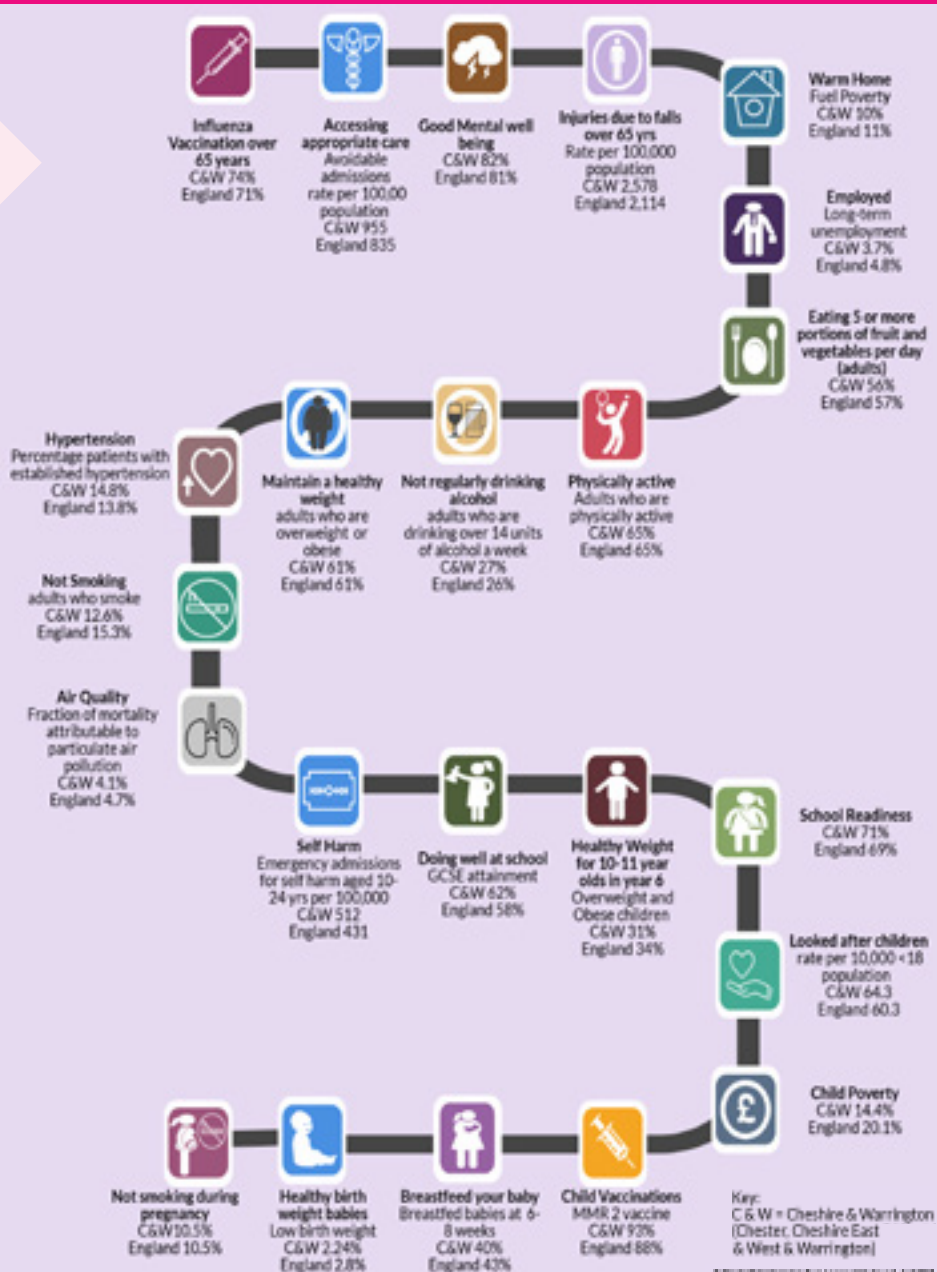 Influenza
Vaccination over
65 years
C&W 74%
England 71%
Accessing
appropriate care
Avoidable
admissions
rate per 100,00
population
C&W 955
England 835
Good Mental well
being
C&W 82%
England 81%
Injuries due to falls
over 65 yrs
Rate per 100,000
population
C&W 2,578
England 2,114
Warm Home
Fuel Poverty
C&W 10%
England 11%
Employed
Long-term
unemployment
C&W 3.7%
England 4.8%
Eating 5 or more
portions of fruit and
vegetables per day
(adults)
C&W 56%
England 57%
Physically active
Adults who are
physically active
C&W 65%
England 65%
Not regularly drinking
alcohol
adults who are
drinking over 14 units
of alcohol a week
C&W 27%
England 26%
Maintain a healthy
weight
adults who are
overweight or
obese
C&W 61%
England 61%
Hypertension
Percentage patients with
established hypertension
C&W 14.8%
England 13.8%
Not Smoking
adults who smoke
C&W 12.6%
England 15.3%
Air Quality
Fraction of mortality
attributable to
particulate air
pollution
C&W 4.1%
England 4.7%
Self Harm
Emergency admissions
for self harm aged 10-
24 yrs per 100,000
C&W 512
England 431
Doing well at school
GCSE attainment
C&W 62%
England 58%
Healthy Weight
for 10-11 year
olds in year 6
Overweight and
Obese children
C&W 31%
England 34%
School Readiness
C&W 71%
England 69%
Looked after children
rate per 10,000 <18
population
C&W 64.3
England 60.3
£
Child Poverty
C&W 14.4%
England 20.1%
Child Vaccinations
MMR 2 vaccine
C&W 93%
England 88%
Breastfeed your baby
Breastfed babies at 6-
8 weeks
C&W 40%
England 43%
Healthy birth
weight babies
Low birth weight
C&W 2.24%
England 2.8%
Not smoking during
pregnancy
C&W10.5%
England 10.5%
Key:
C & W = Cheshire & Warrington
(Chester, Cheshire East
& West & Warrington)